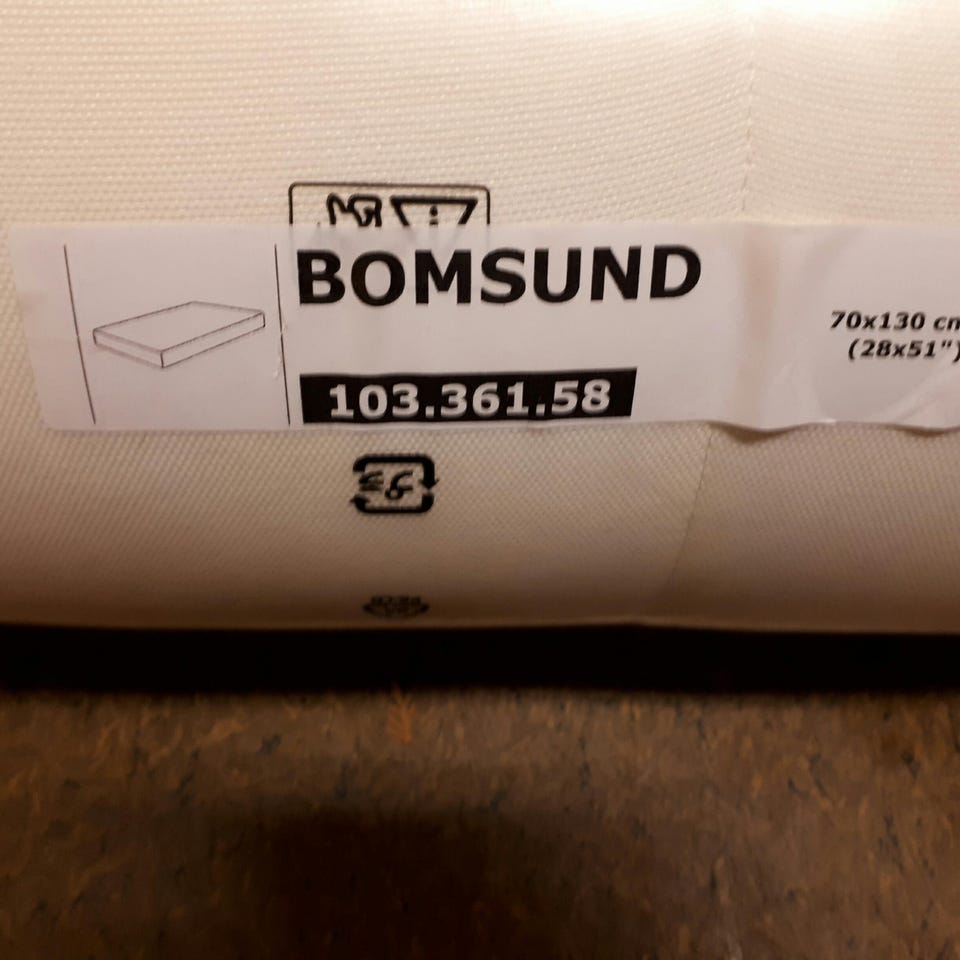 BOMSUND
70x130 cm
(28x51")
103.361.58